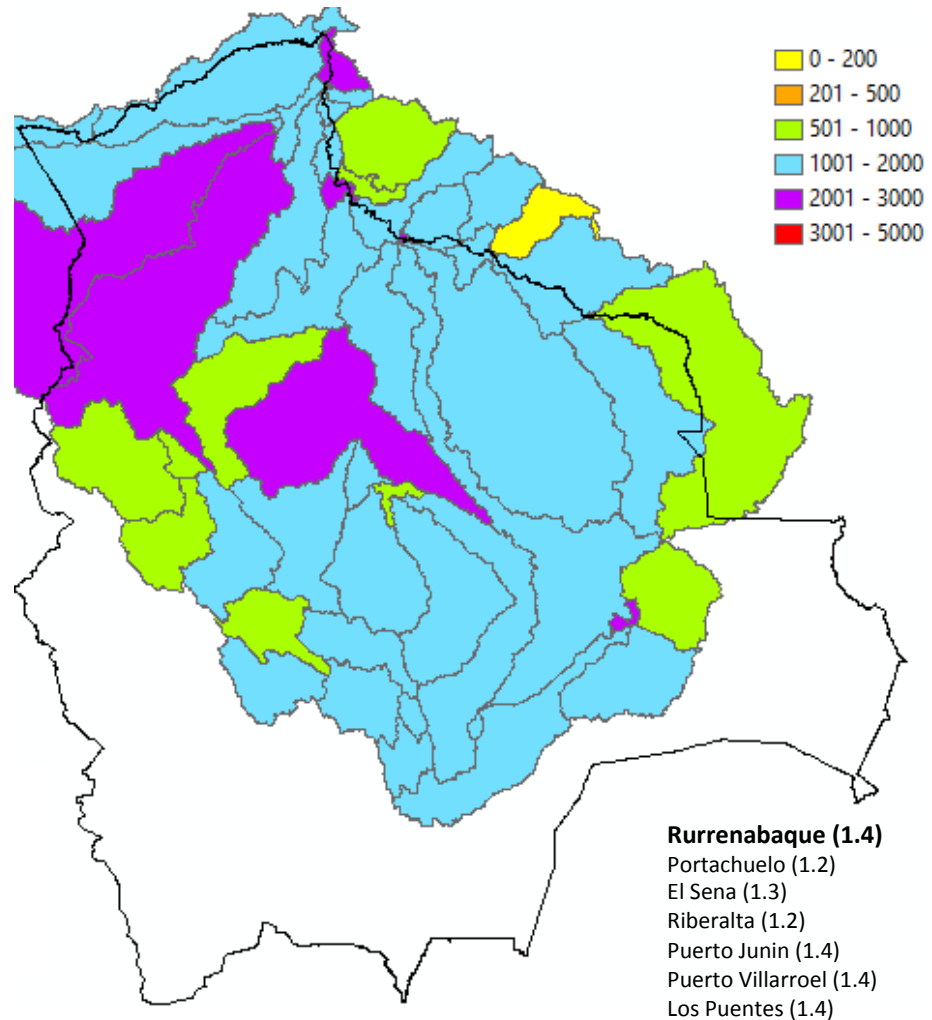 0 - 200
201 - 500
501 - 1000
1001 - 2000
2001 - 3000
3001 - 5000
Rurrenabaque (1.4)
Portachuelo (1.2)
El Sena (1.3)
Riberalta (1.2)
Puerto Junin (1.4)
Puerto Villarroel (1.4)
Los Puentes (1.4)